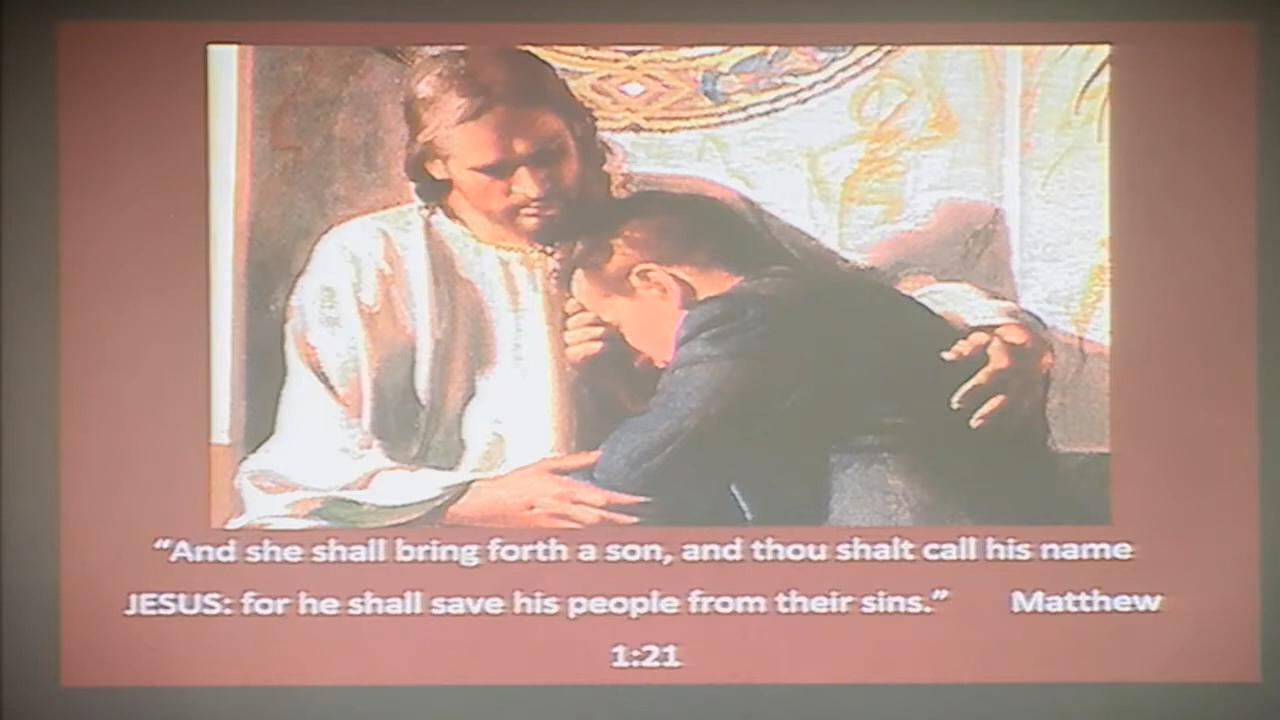 “And she shall bring forth a son, and thou shalt call his name
JESUS: for he shall save his people from their sins.” Matthew
1:21